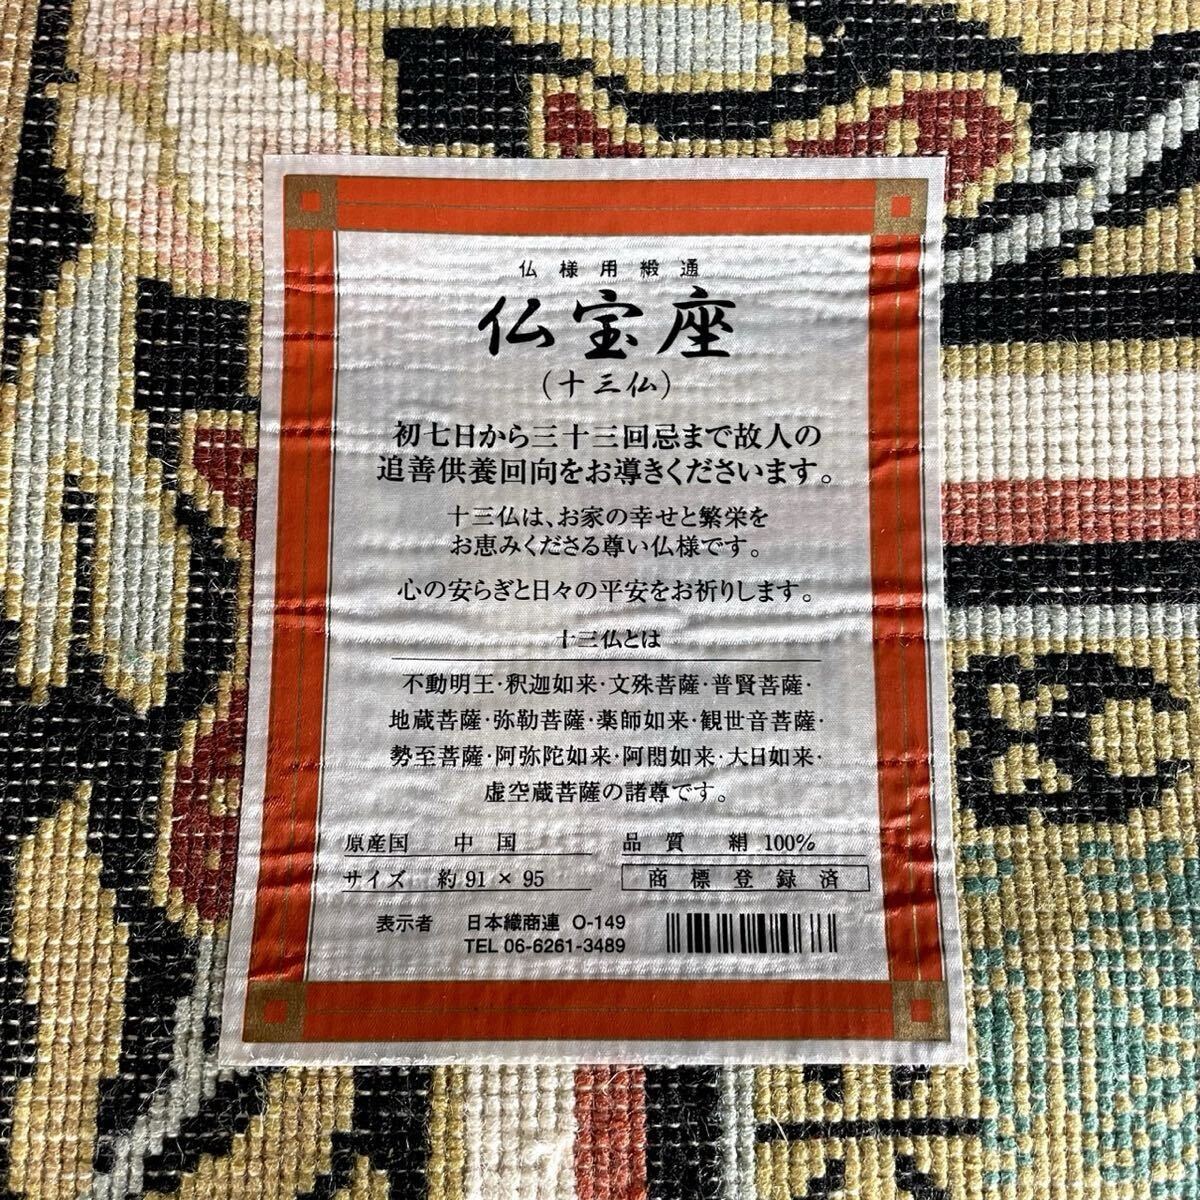 仏様用緞通
仏宝座
(十三仏)
初七日から三十三回忌まで故人の
追善供養回向をお導きくださいます。
十三仏は、お家の幸せと繁栄を
お恵みくださる尊い仏様です。
心の安らぎと日々の平安をお祈りします。
十三仏とは
不動明王・釈迦如来・文殊菩薩・普賢菩薩・
地蔵菩薩・弥勒菩薩・薬師如来・観世音菩薩・
勢至菩薩・阿弥陀如来・阿閦如来・大日如来・
虚空蔵菩薩の諸尊です。
原産国 中国 品質 絹 100%
サイズ 約91×95 商標登録済
表示者 日本織商連 O-149
TEL 06-6261-3489